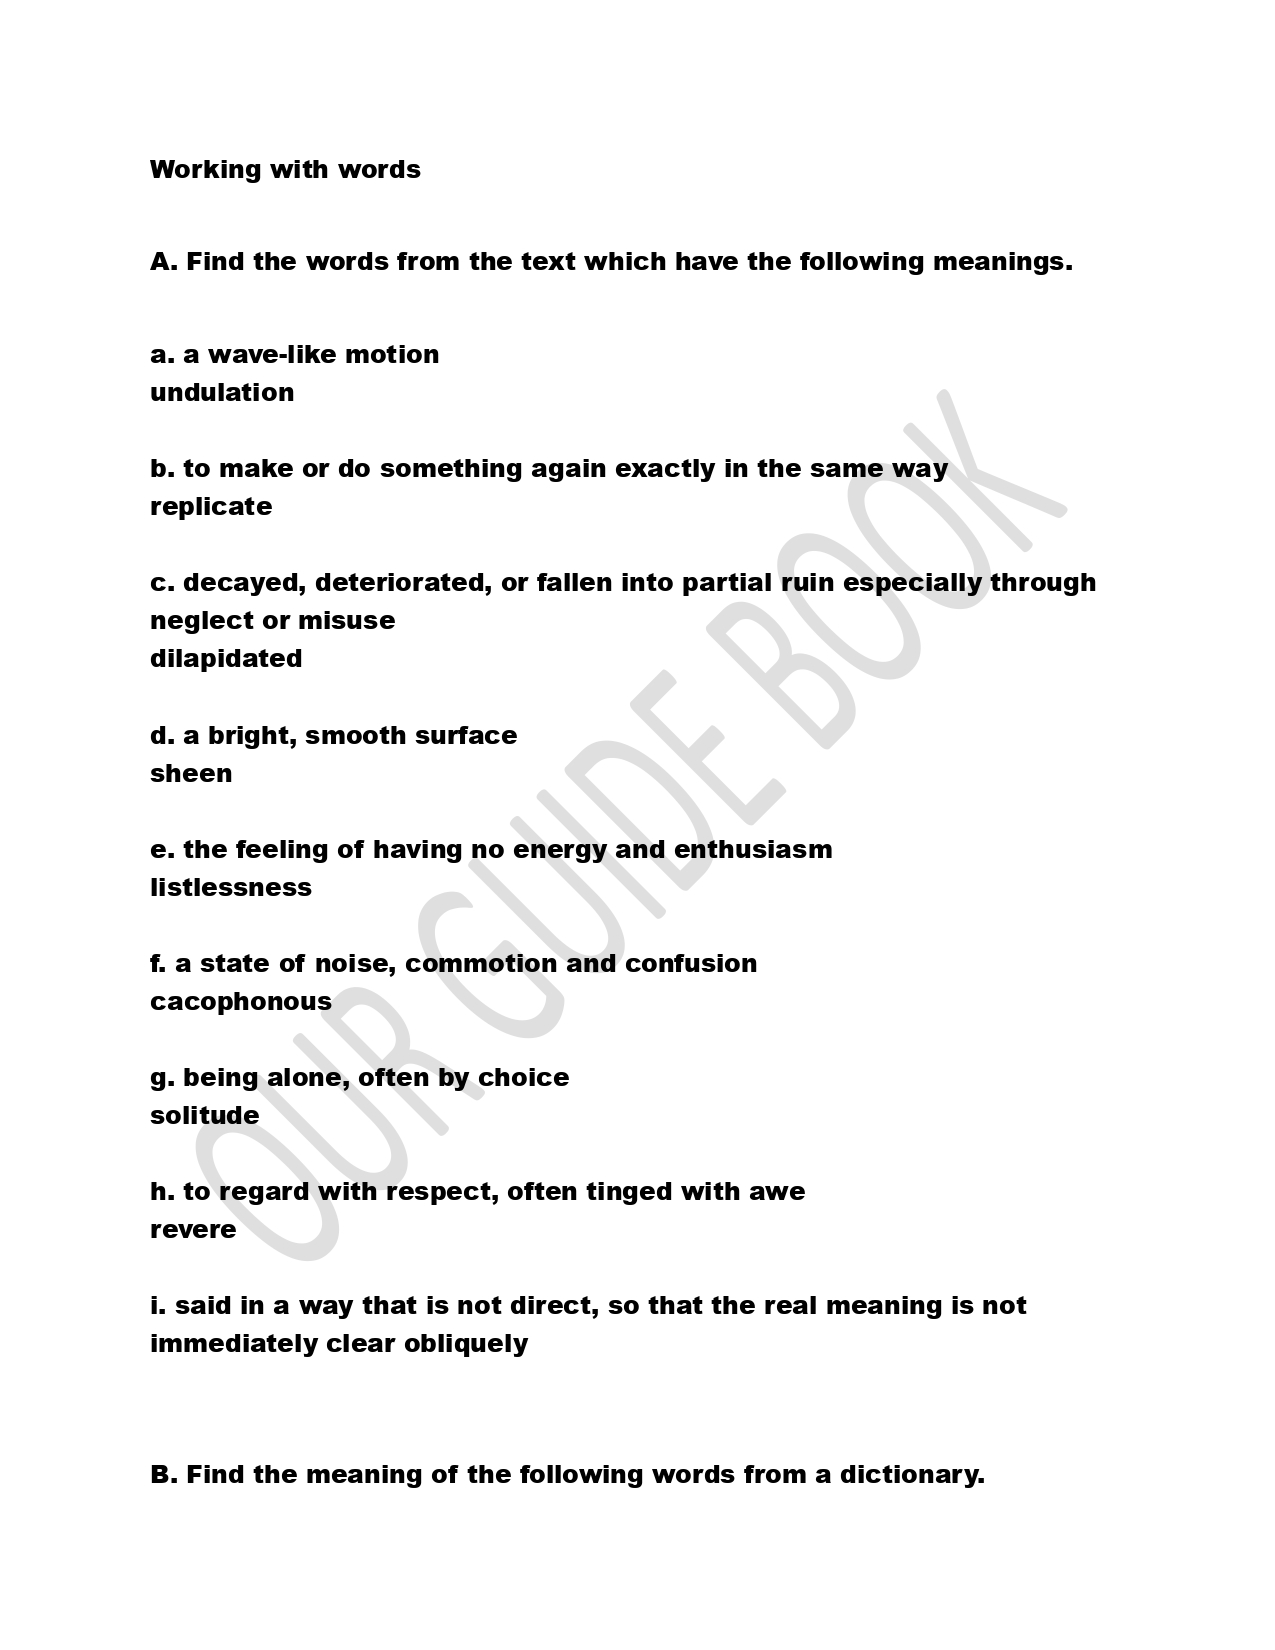 Working with words
A. Find the words from the text which have the following meanings.
a. a wave-like motion
undulation
b. to make or do something again exactly in the same way
replicate
c. decayed, deteriorated, or fallen into partial ruin especially through
neglect or misuse
dilapidated
d. a bright, smooth surface
sheen
e. the feeling of having no energy and enthusiasm
listlessness
f. a state of noise, commotion and confusion
cacophonous
g. being alone, often by choice
solitude
h. to regard with respect, often tinged with awe
revere
i. said in a way that is not direct, so that the real meaning is not
immediately clear obliquely
B. Find the meaning of the following words from a dictionary.
OUR GUIDE BOOK